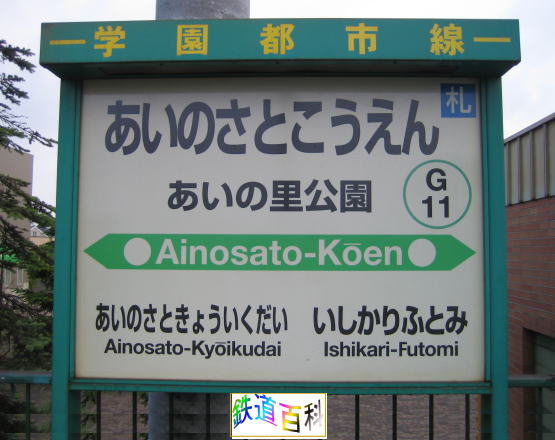 学園都市線
札
あいのさとこうえん
あいの里公園
G
11
Ainosato-Kōen
あいのさときょういくだい いしかりふとみ
Ainosato-Kyōikudai Ishikari-Futomi
鉄道百科